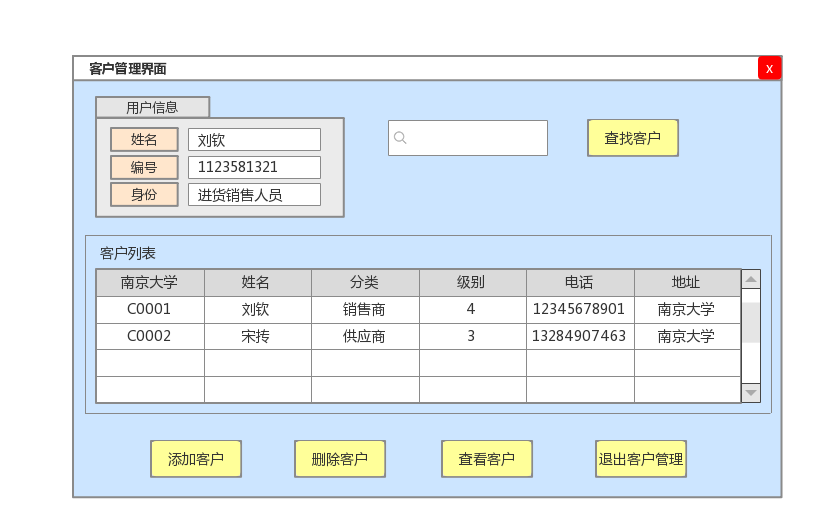 客户管理界面 x
用户信息
姓名 刘钦
编号 1123581321
身份 进货销售人员
查找客户
客户列表
南京大学 姓名 分类 级别 电话 地址
C0001 刘钦 销售商 4 12345678901 南京大学
C0002 宋抟 供应商 3 13284907463 南京大学
添加客户 删除客户 查看客户 退出客户管理